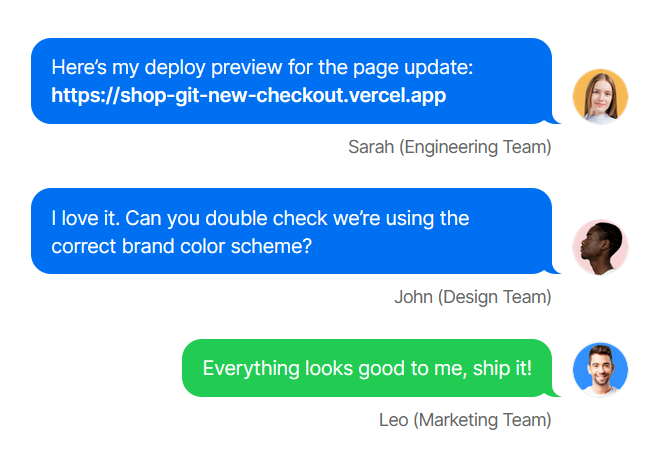 Here’s my deploy preview for the page update:
https://shop-git-new-checkout.vercel.app
Sarah (Engineering Team)
I love it. Can you double check we’re using the
correct brand color scheme?
John (Design Team)
Everything looks good to me, ship it!
Leo (Marketing Team)